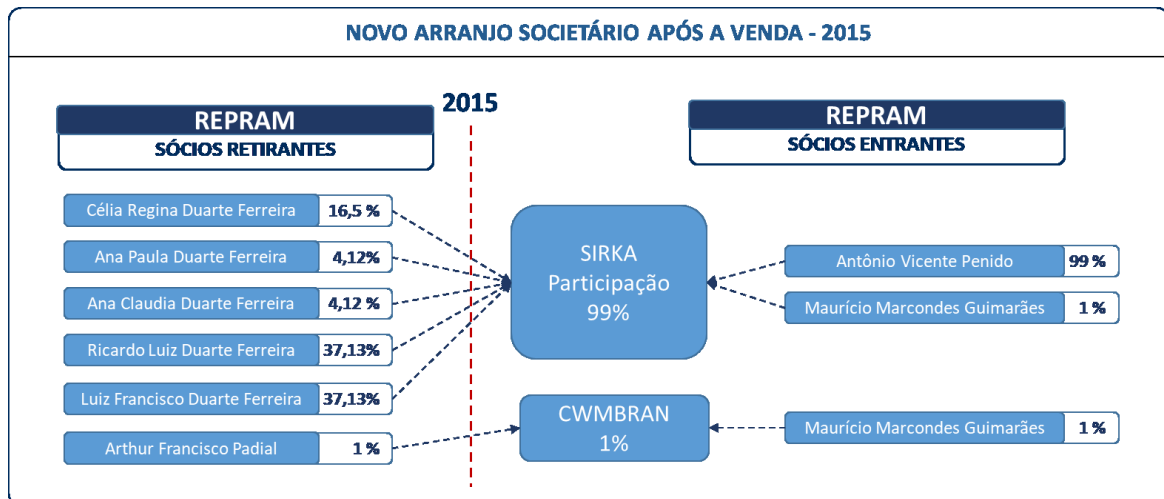 NOVO ARRANJO SOCIETÁRIO APÓS A VENDA - 2015
2015
REPRAM
SÓCIOS RETIRANTES
Célia Regina Duarte Ferreira 16,5 %
Ana Paula Duarte Ferreira 4,12%
Ana Claudia Duarte Ferreira 4,12 %
Ricardo Luiz Duarte Ferreira 37,13%
Luiz Francisco Duarte Ferreira 37,13%
Arthur Francisco Padial 1 %
SIRKA
Participação
99%
CWMBRAN
1%
REPRAM
SÓCIOS ENTRANTES
Antônio Vicente Penido 99 %
Maurício Marcondes Guimarães 1 %
Maurício Marcondes Guimarães 1 %